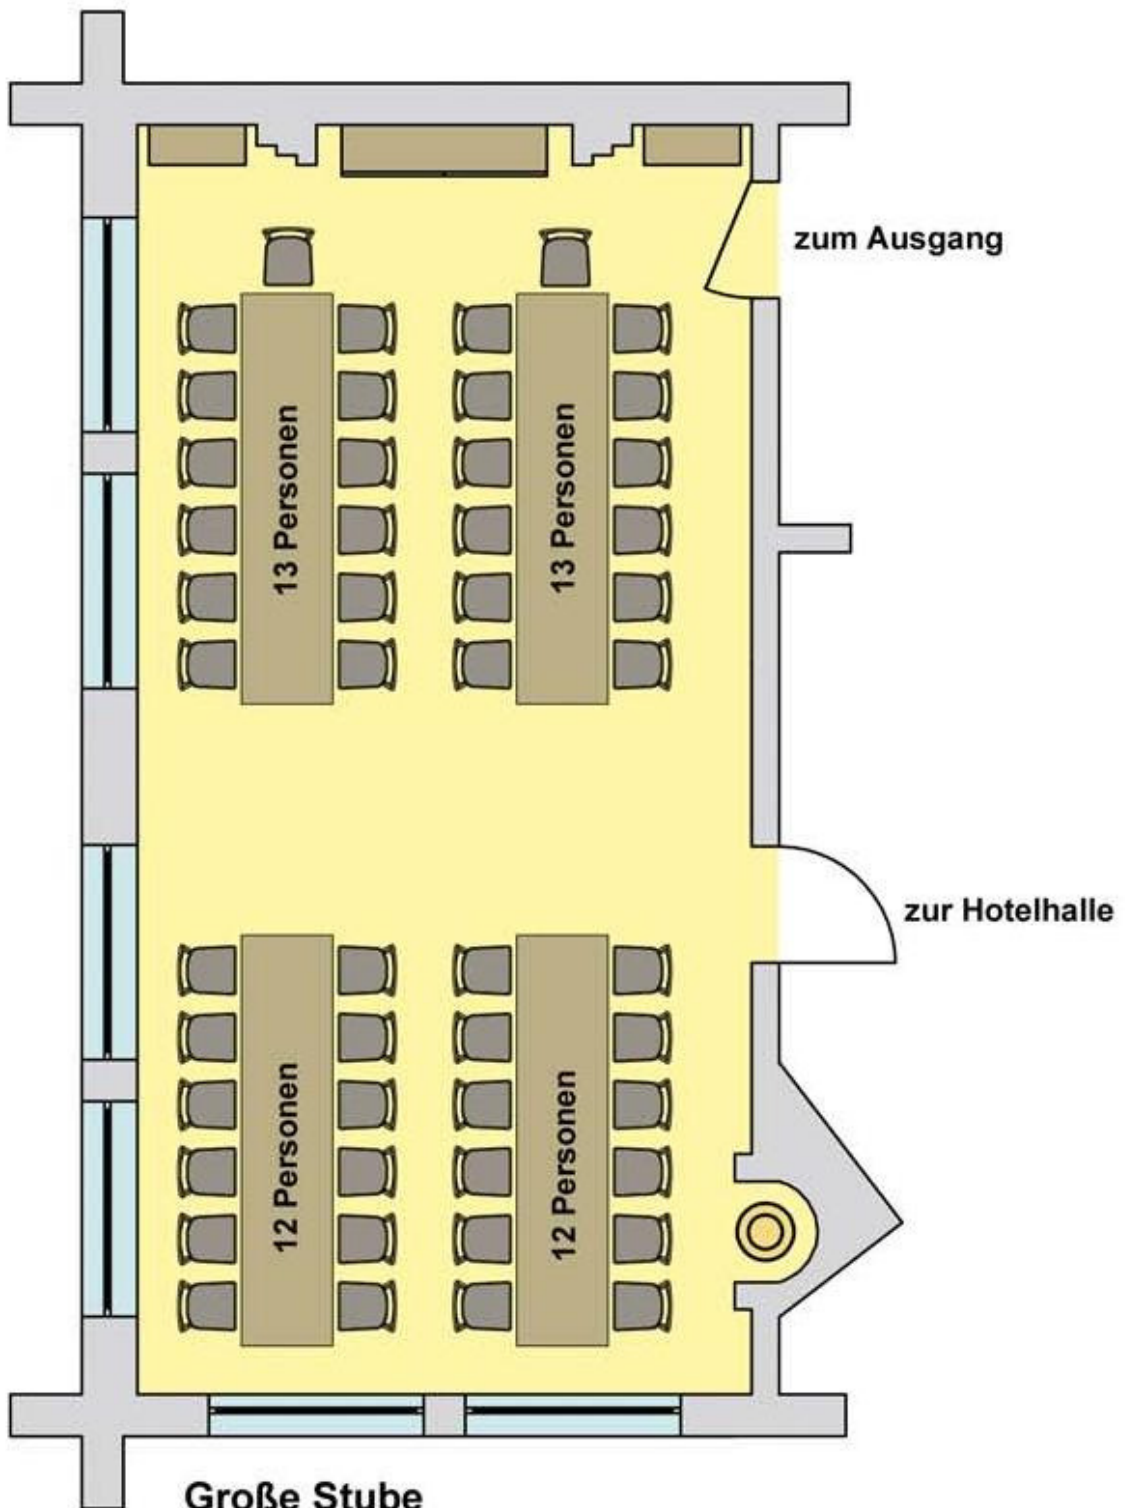 zum Ausgang
13 Personen
13 Personen
zur Hotelhalle
12 Personen
12 Personen
Große Stube